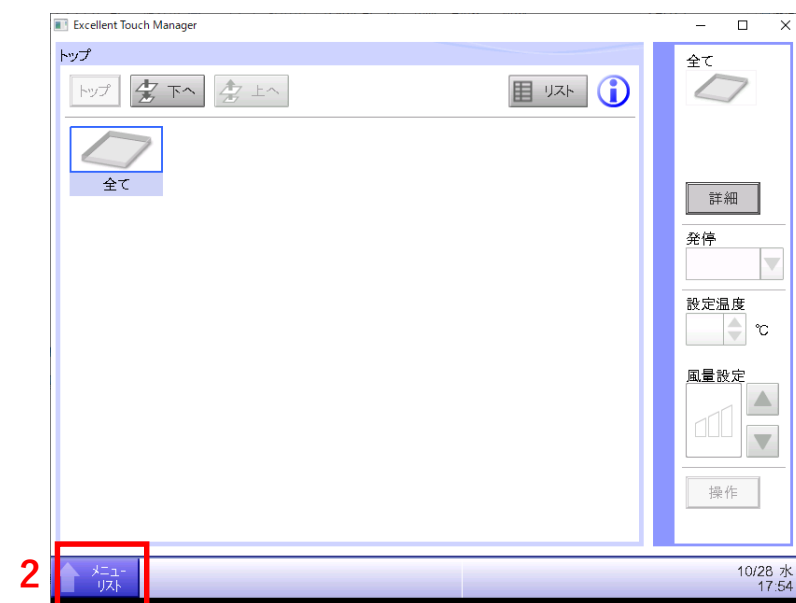 Excellent Touch Manager
トップ
トップ
下へ
上へ
リスト
全て
全て
詳細
発停
設定温度
℃
風量設定
操作
2
メニュー
リスト
10/28 水
17:54